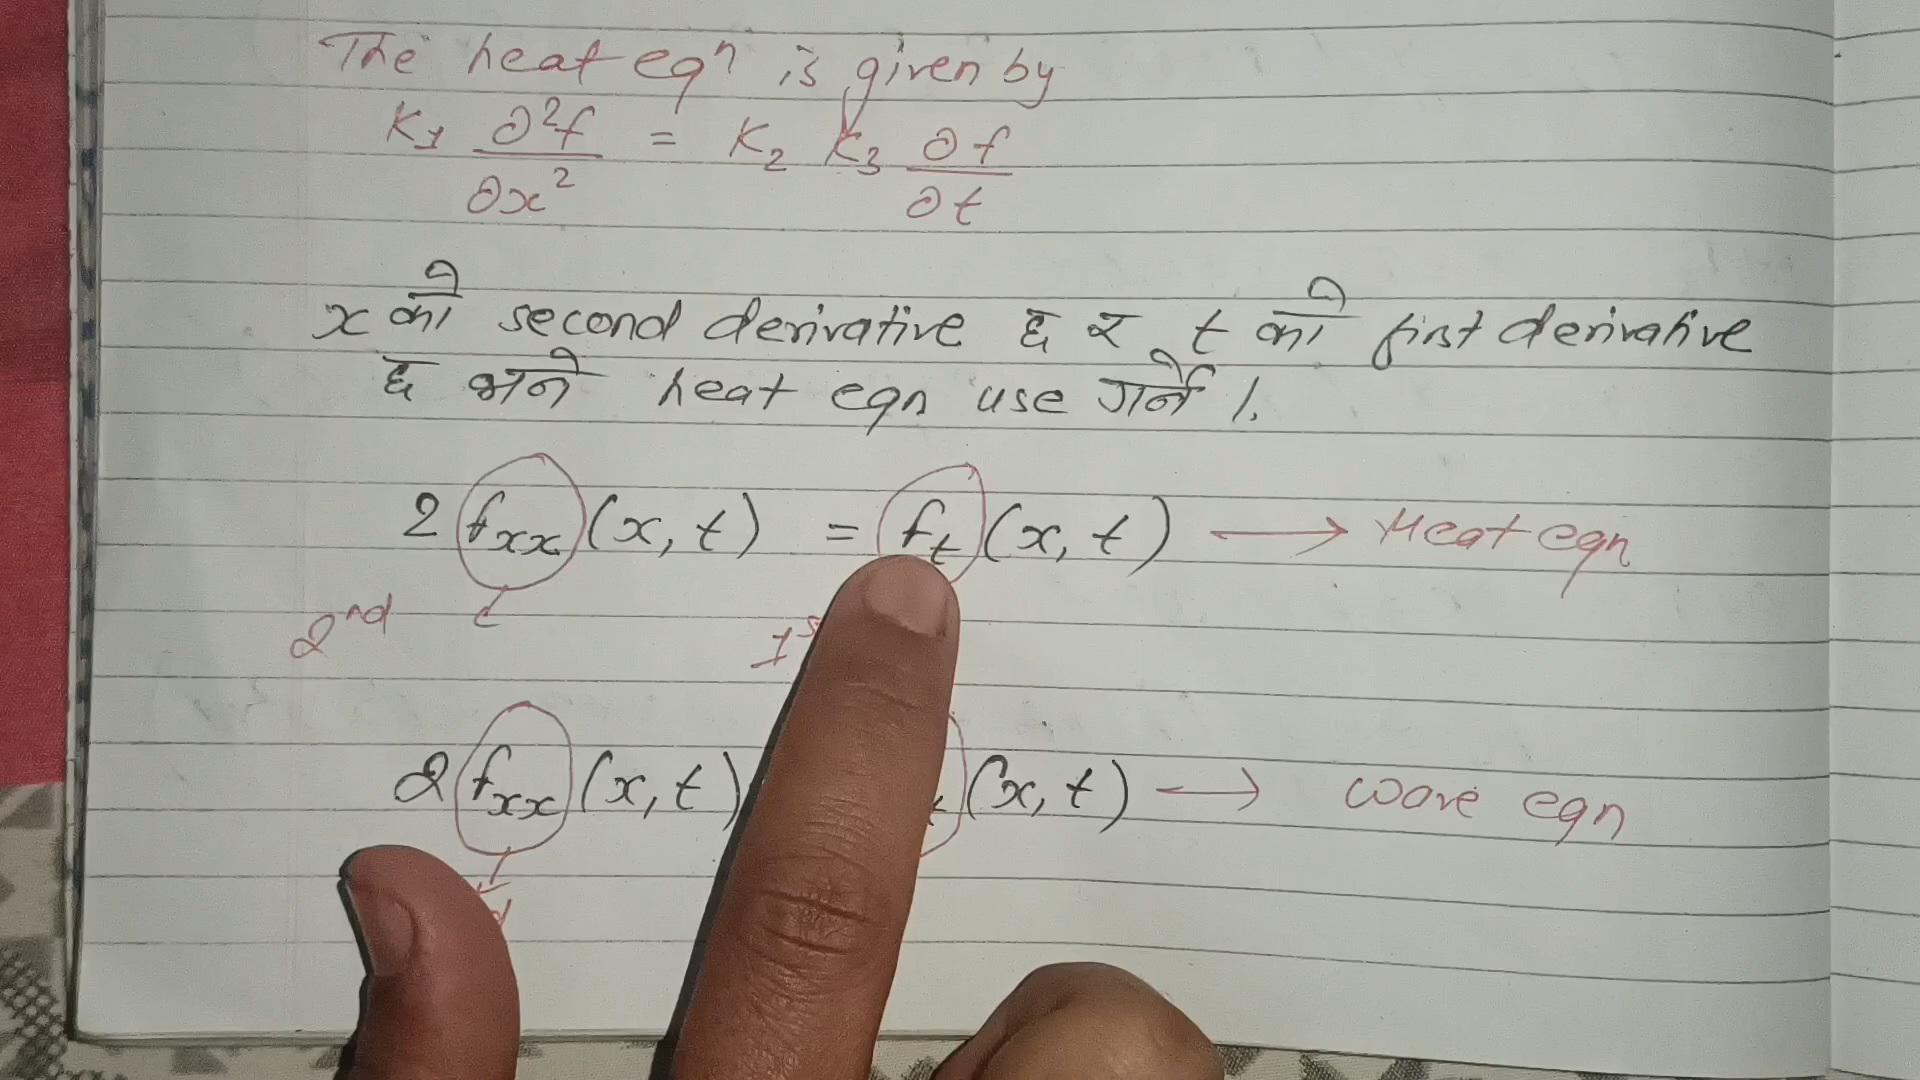 The heat eqn is given by
K1 ∂²f/∂x² = K2 K3 ∂f/∂t
x को second derivative छ र t को first derivative
छ भने heat eqn use गर्ने ।.
2 fxx (x, t) = ft (x, t) → Heat eqn
2nd
2 fxx (x, t) (x, t) → wave eqn